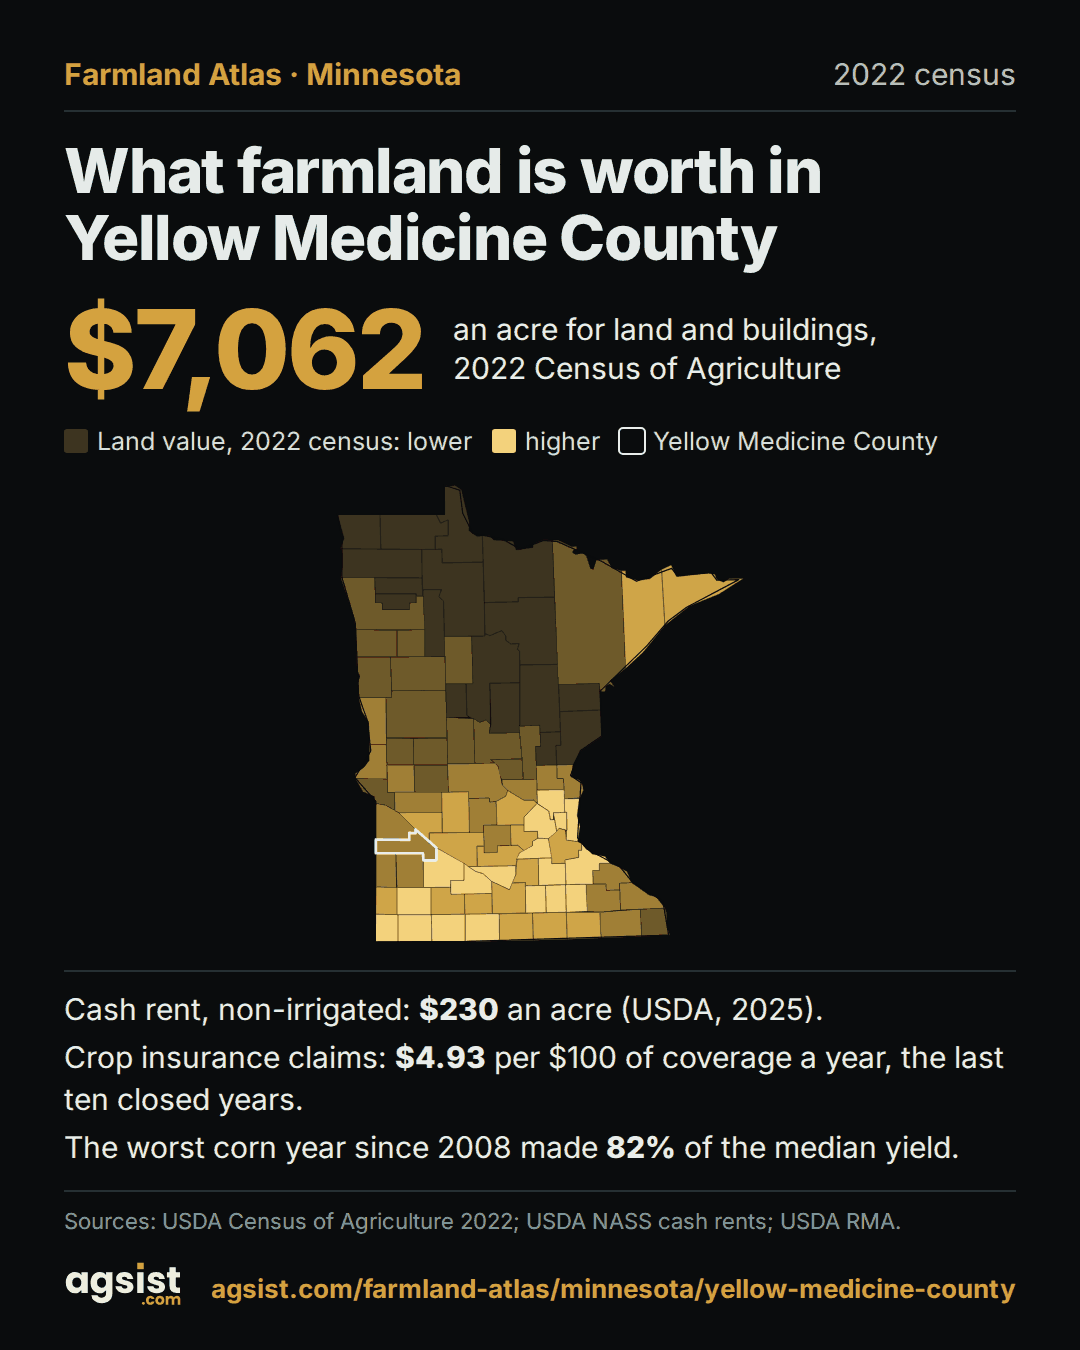 Farmland Atlas · Minnesota
2022 census
What farmland is worth in
Yellow Medicine County
$7,062
an acre for land and buildings,
2022 Census of Agriculture
Land value, 2022 census: lower
higher
Yellow Medicine County
Cash rent, non-irrigated: $230 an acre (USDA, 2025).
Crop insurance claims: $4.93 per $100 of coverage a year, the last
ten closed years.
The worst corn year since 2008 made 82% of the median yield.
Sources: USDA Census of Agriculture 2022; USDA NASS cash rents; USDA RMA.
agsist
.com
agsist.com/farmland-atlas/minnesota/yellow-medicine-county